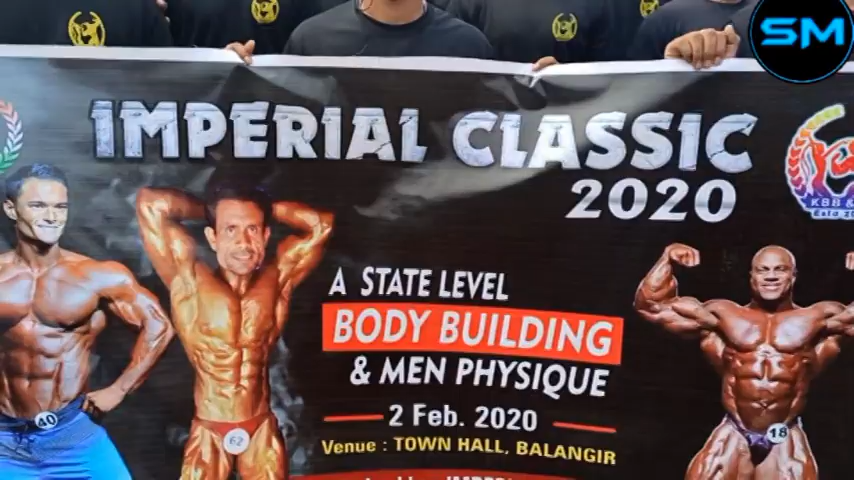 SM
IMPERIAL CLASSIC
2020
KBB &
A STATE LEVEL
BODY BUILDING
& MEN PHYSIQUE
2 Feb. 2020
Venue : TOWN HALL, BALANGIR
40
62
18